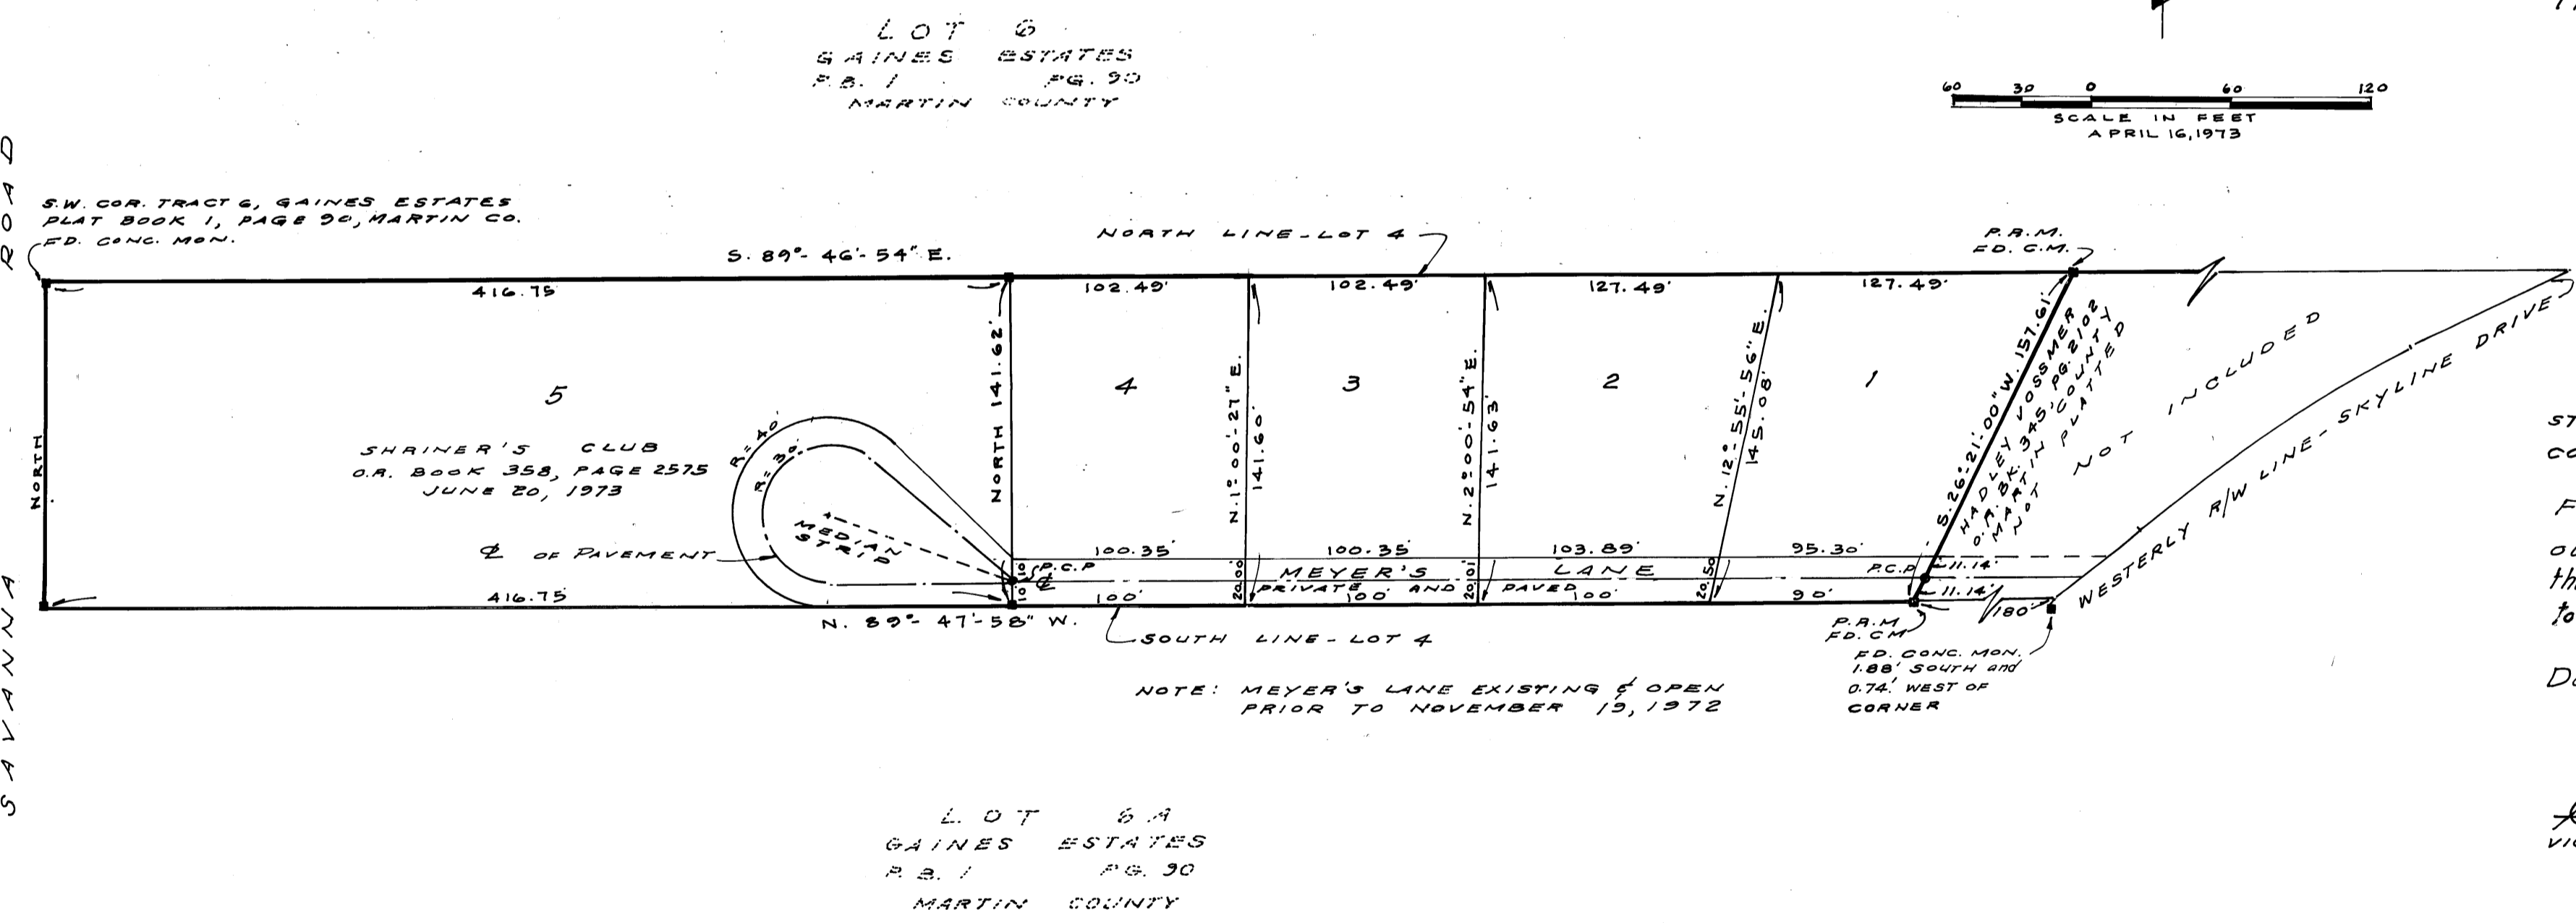 LOT 6
GAINES ESTATES
P.B. 1 PG. 90
MARTIN COUNTY
60 30 0 60 120
SCALE IN FEET
APRIL 16, 1973
SAVANNA ROAD
S.W. COR. TRACT 6, GAINES ESTATES
PLAT BOOK 1, PAGE 90, MARTIN CO.
FD. CONC. MON.
S. 89°- 46'- 54" E.
NORTH LINE - LOT 4
P.R.M.
FD. C.M.
416.75
102.49'
102.49'
127.49'
127.49'
NORTH
5
NORTH 141.62'
4
N. 1°- 00'- 27" E.
141.60'
3
N. 2°- 00'- 54" E.
141.63'
2
N. 12°- 55'- 56" E.
145.08'
1
S. 26°- 21'- 00" W. 157.61'
HADLEY VOSSMER
O.R. BK. 345, PG. 2102
MARTIN COUNTY
NOT PLATTED
NOT INCLUDED
WESTERLY R/W LINE - SKYLINE DRIVE
SHRINER'S CLUB
O.R. BOOK 358, PAGE 2575
JUNE 20, 1973
R = 40'
R = 30'
MEDIAN
STRIP
℄ OF PAVEMENT
100.35'
100.35'
103.89'
95.30'
10
P.C.P
℄
10
20.00
20.01
20.50
MEYER'S LANE
PRIVATE AND PAVED
P.C.P
11.14'
11.14'
416.75
100'
100'
100'
90'
180'
N. 89°- 47'- 58" W.
SOUTH LINE - LOT 4
P.R.M
FD. CM
FD. CONC. MON.
1.88' SOUTH and
0.74' WEST OF
CORNER
NOTE: MEYER'S LANE EXISTING & OPEN
PRIOR TO NOVEMBER 19, 1972
LOT 6A
GAINES ESTATES
P.B. 1 PG. 90
MARTIN COUNTY